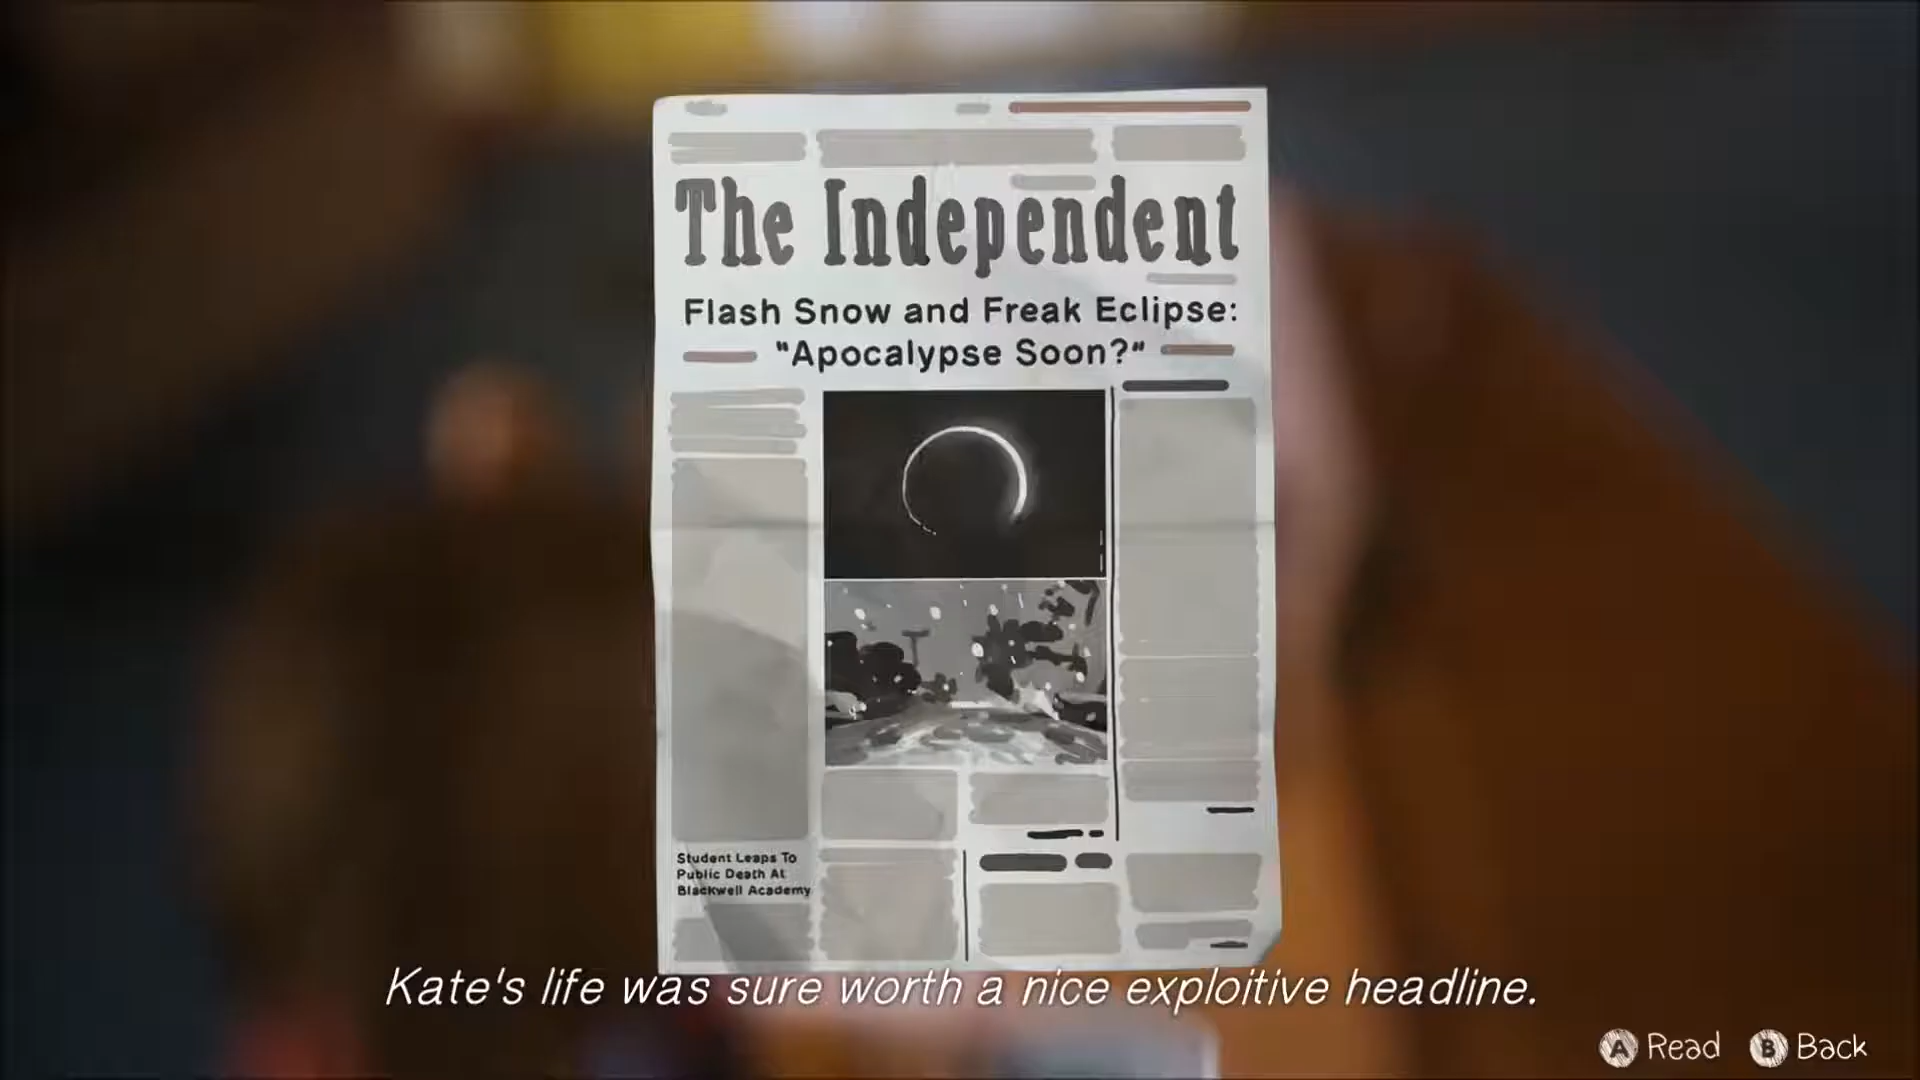 The Independent
Flash Snow and Freak Eclipse:
"Apocalypse Soon?"
Student Leaps To
Public Death At
Blackwell Academy
Kate's life was sure worth a nice exploitive headline.
A Read B Back